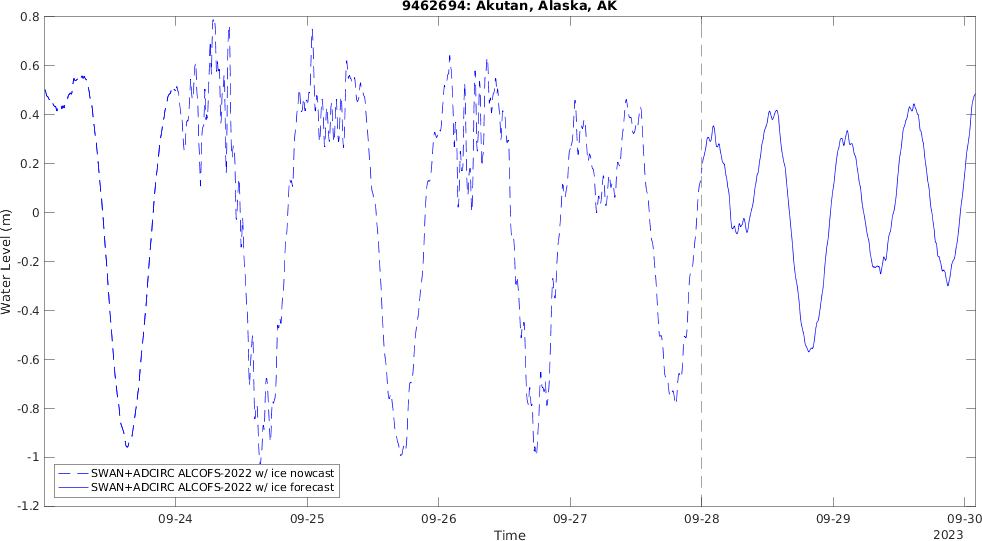 9462694: Akutan, Alaska, AK
0.8
0.6
0.4
0.2
0
-0.2
-0.4
-0.6
-0.8
-1
-1.2
Water Level (m)
SWAN+ADCIRC ALCOFS-2022 w/ ice nowcast
SWAN+ADCIRC ALCOFS-2022 w/ ice forecast
09-24 09-25 09-26 09-27 09-28 09-29 09-30
Time
2023